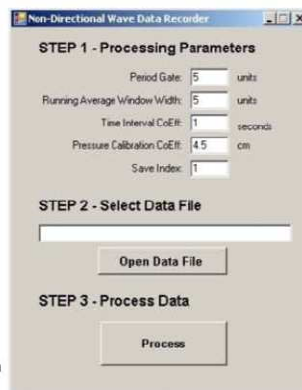 Non-Directional Wave Data Recorder
STEP 1 - Processing Parameters
Period Gate: 5 units
Running Average Window Width: 5 units
Time Interval CoEff: 1 seconds
Pressure Calibration CoEff: 4.5 cm
Save Index: 1
STEP 2 - Select Data File
Open Data File
STEP 3 - Process Data
Process